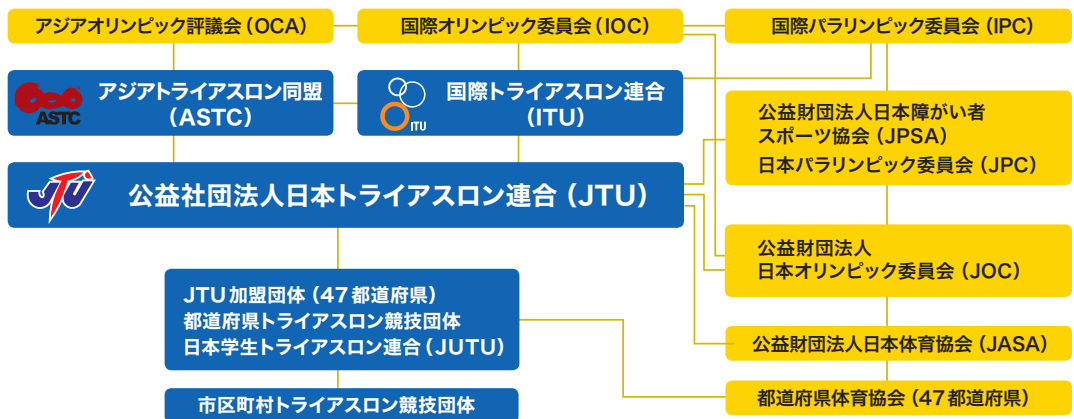 アジアオリンピック評議会（OCA）
国際オリンピック委員会（IOC）
国際パラリンピック委員会（IPC）
ASTC
アジアトライアスロン同盟
（ASTC）
ITU
国際トライアスロン連合
（ITU）
公益財団法人日本障がい者
スポーツ協会（JPSA）
日本パラリンピック委員会（JPC）
JTU
公益社団法人日本トライアスロン連合（JTU）
公益財団法人
日本オリンピック委員会（JOC）
JTU加盟団体（47都道府県）
都道府県トライアスロン競技団体
日本学生トライアスロン連合（JUTU）
公益財団法人日本体育協会（JASA）
市区町村トライアスロン競技団体
都道府県体育協会（47都道府県）